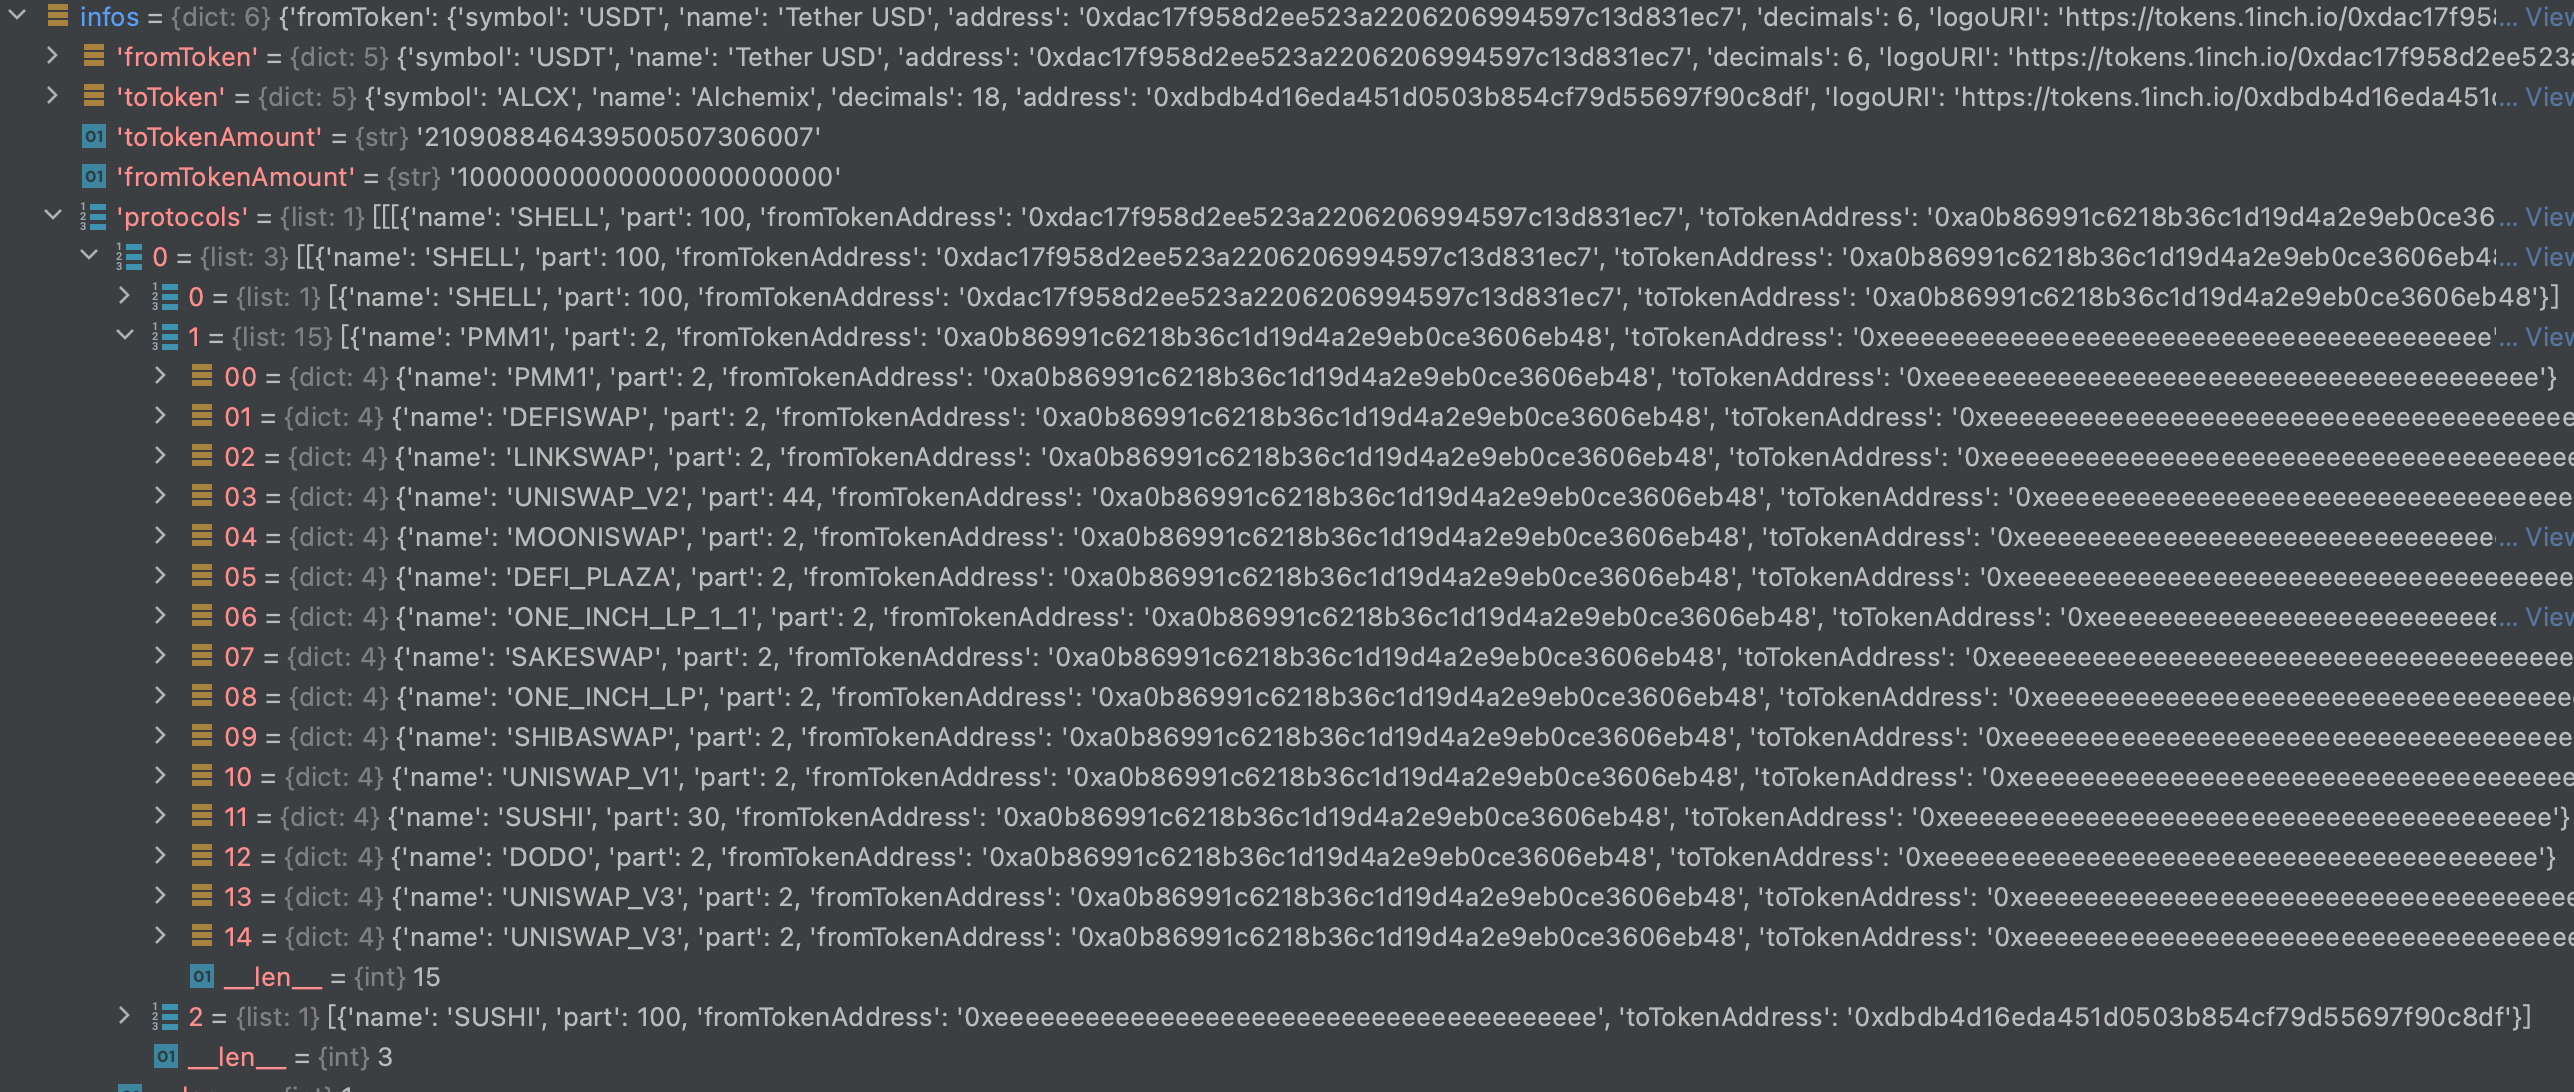 infos = {dict: 6} {'fromToken': {'symbol': 'USDT', 'name': 'Tether USD', 'address': '0xdac17f958d2ee523a2206206994597c13d831ec7', 'decimals': 6, 'logoURI': 'https://tokens.1inch.io/0xdac17f95... View
'fromToken' = {dict: 5} {'symbol': 'USDT', 'name': 'Tether USD', 'address': '0xdac17f958d2ee523a2206206994597c13d831ec7', 'decimals': 6, 'logoURI': 'https://tokens.1inch.io/0xdac17f958d2ee523a
'toToken' = {dict: 5} {'symbol': 'ALCX', 'name': 'Alchemix', 'decimals': 18, 'address': '0xdbdb4d16eda451d0503b854cf79d55697f90c8df', 'logoURI': 'https://tokens.1inch.io/0xdbdb4d16eda451... View
01 'toTokenAmount' = {str} '210908846439500507306007'
01 'fromTokenAmount' = {str} '10000000000000000000000'
'protocols' = {list: 1} [[[{'name': 'SHELL', 'part': 100, 'fromTokenAddress': '0xdac17f958d2ee523a2206206994597c13d831ec7', 'toTokenAddress': '0xa0b86991c6218b36c1d19d4a2e9eb0ce36... View
0 = {list: 3} [[{'name': 'SHELL', 'part': 100, 'fromTokenAddress': '0xdac17f958d2ee523a2206206994597c13d831ec7', 'toTokenAddress': '0xa0b86991c6218b36c1d19d4a2e9eb0ce3606eb48... View
0 = {list: 1} [{'name': 'SHELL', 'part': 100, 'fromTokenAddress': '0xdac17f958d2ee523a2206206994597c13d831ec7', 'toTokenAddress': '0xa0b86991c6218b36c1d19d4a2e9eb0ce3606eb48'}]
1 = {list: 15} [{'name': 'PMM1', 'part': 2, 'fromTokenAddress': '0xa0b86991c6218b36c1d19d4a2e9eb0ce3606eb48', 'toTokenAddress': '0xeeeeeeeeeeeeeeeeeeeeeeeeeeeeeeeeeeeeeeee'... View
00 = {dict: 4} {'name': 'PMM1', 'part': 2, 'fromTokenAddress': '0xa0b86991c6218b36c1d19d4a2e9eb0ce3606eb48', 'toTokenAddress': '0xeeeeeeeeeeeeeeeeeeeeeeeeeeeeeeeeeeeeeeee'}
01 = {dict: 4} {'name': 'DEFISWAP', 'part': 2, 'fromTokenAddress': '0xa0b86991c6218b36c1d19d4a2e9eb0ce3606eb48', 'toTokenAddress': '0xeeeeeeeeeeeeeeeeeeeeeeeeeeeeeeeeeeeeeee
02 = {dict: 4} {'name': 'LINKSWAP', 'part': 2, 'fromTokenAddress': '0xa0b86991c6218b36c1d19d4a2e9eb0ce3606eb48', 'toTokenAddress': '0xeeeeeeeeeeeeeeeeeeeeeeeeeeeeeeeeeeeeee
03 = {dict: 4} {'name': 'UNISWAP_V2', 'part': 44, 'fromTokenAddress': '0xa0b86991c6218b36c1d19d4a2e9eb0ce3606eb48', 'toTokenAddress': '0xeeeeeeeeeeeeeeeeeeeeeeeeeeeeeeeeeee
04 = {dict: 4} {'name': 'MOONISWAP', 'part': 2, 'fromTokenAddress': '0xa0b86991c6218b36c1d19d4a2e9eb0ce3606eb48', 'toTokenAddress': '0xeeeeeeeeeeeeeeeeeeeeeeeeeeeeeee... View
05 = {dict: 4} {'name': 'DEFI_PLAZA', 'part': 2, 'fromTokenAddress': '0xa0b86991c6218b36c1d19d4a2e9eb0ce3606eb48', 'toTokenAddress': '0xeeeeeeeeeeeeeeeeeeeeeeeeeeeeeeeeeeeee
06 = {dict: 4} {'name': 'ONE_INCH_LP_1_1', 'part': 2, 'fromTokenAddress': '0xa0b86991c6218b36c1d19d4a2e9eb0ce3606eb48', 'toTokenAddress': '0xeeeeeeeeeeeeeeeeeeeeeeeeee... View
07 = {dict: 4} {'name': 'SAKESWAP', 'part': 2, 'fromTokenAddress': '0xa0b86991c6218b36c1d19d4a2e9eb0ce3606eb48', 'toTokenAddress': '0xeeeeeeeeeeeeeeeeeeeeeeeeeeeeeeeeeeeeee
08 = {dict: 4} {'name': 'ONE_INCH_LP', 'part': 2, 'fromTokenAddress': '0xa0b86991c6218b36c1d19d4a2e9eb0ce3606eb48', 'toTokenAddress': '0xeeeeeeeeeeeeeeeeeeeeeeeeeeeeeeeeeee
09 = {dict: 4} {'name': 'SHIBASWAP', 'part': 2, 'fromTokenAddress': '0xa0b86991c6218b36c1d19d4a2e9eb0ce3606eb48', 'toTokenAddress': '0xeeeeeeeeeeeeeeeeeeeeeeeeeeeeeeeeeeeee
10 = {dict: 4} {'name': 'UNISWAP_V1', 'part': 2, 'fromTokenAddress': '0xa0b86991c6218b36c1d19d4a2e9eb0ce3606eb48', 'toTokenAddress': '0xeeeeeeeeeeeeeeeeeeeeeeeeeeeeeeeeeeeee
11 = {dict: 4} {'name': 'SUSHI', 'part': 30, 'fromTokenAddress': '0xa0b86991c6218b36c1d19d4a2e9eb0ce3606eb48', 'toTokenAddress': '0xeeeeeeeeeeeeeeeeeeeeeeeeeeeeeeeeeeeeeeee'}
12 = {dict: 4} {'name': 'DODO', 'part': 2, 'fromTokenAddress': '0xa0b86991c6218b36c1d19d4a2e9eb0ce3606eb48', 'toTokenAddress': '0xeeeeeeeeeeeeeeeeeeeeeeeeeeeeeeeeeeeeeeee'}
13 = {dict: 4} {'name': 'UNISWAP_V3', 'part': 2, 'fromTokenAddress': '0xa0b86991c6218b36c1d19d4a2e9eb0ce3606eb48', 'toTokenAddress': '0xeeeeeeeeeeeeeeeeeeeeeeeeeeeeeeeeeeee
14 = {dict: 4} {'name': 'UNISWAP_V3', 'part': 2, 'fromTokenAddress': '0xa0b86991c6218b36c1d19d4a2e9eb0ce3606eb48', 'toTokenAddress': '0xeeeeeeeeeeeeeeeeeeeeeeeeeeeeeeeeeeee
01 __len__ = {int} 15
2 = {list: 1} [{'name': 'SUSHI', 'part': 100, 'fromTokenAddress': '0xeeeeeeeeeeeeeeeeeeeeeeeeeeeeeeeeeeeeeeee', 'toTokenAddress': '0xdbdb4d16eda451d0503b854cf79d55697f90c8df'}]
01 __len__ = {int} 3